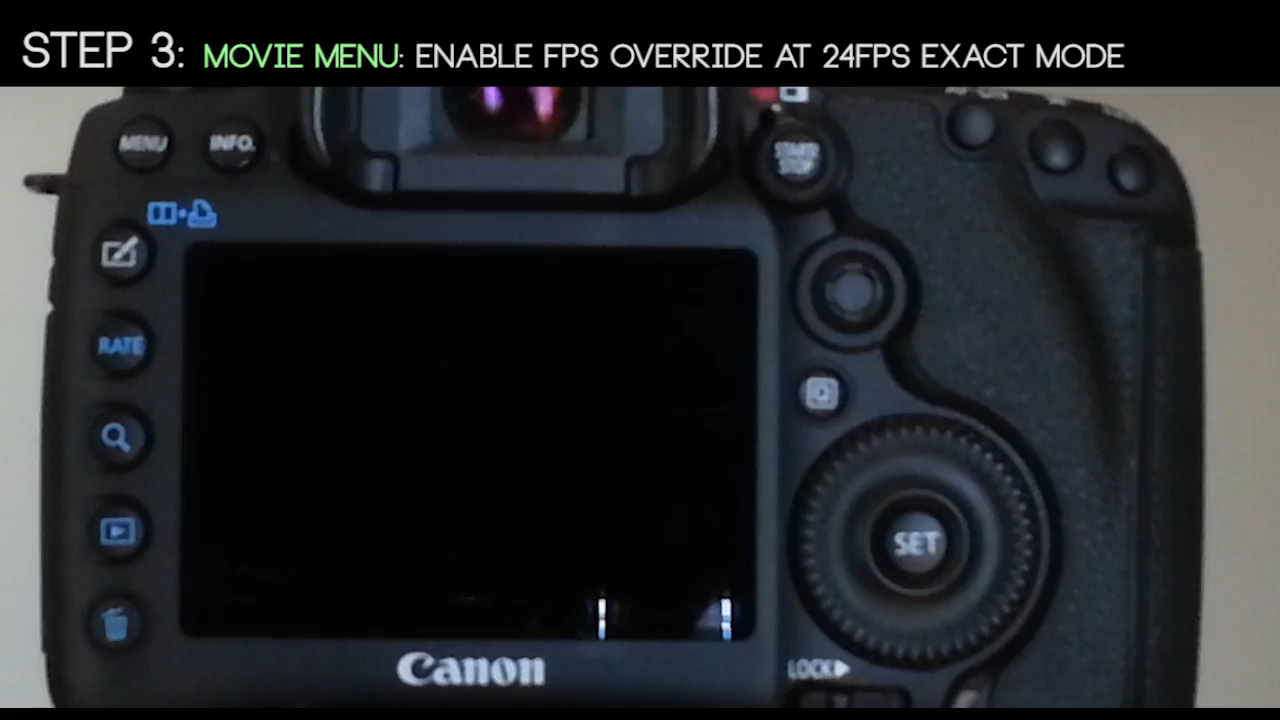 STEP 3: MOVIE MENU: ENABLE FPS OVERRIDE AT 24FPS EXACT MODE
MENU INFO.
START
STOP
RATE
SET
Canon
LOCK